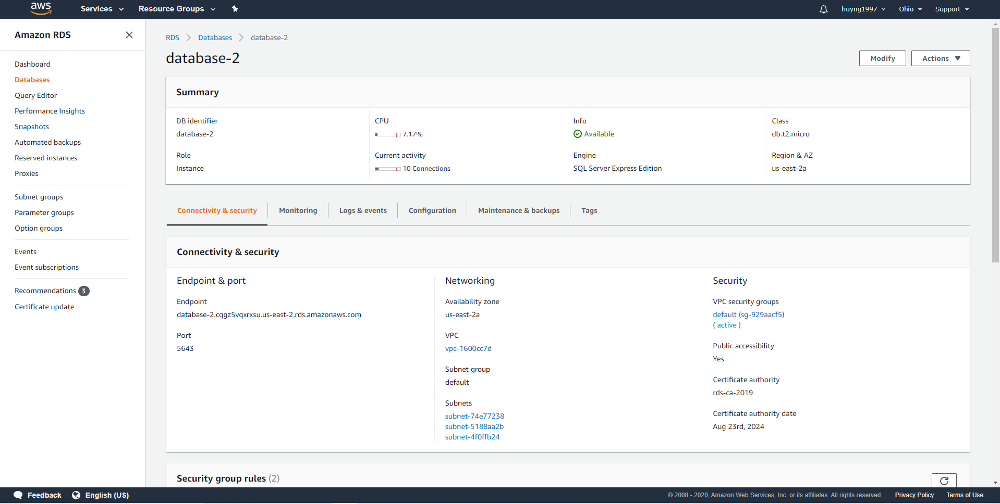 aws Services Resource Groups huyng1997 Ohio Support
Amazon RDS
Dashboard
Databases
Query Editor
Performance Insights
Snapshots
Automated backups
Reserved instances
Proxies
Subnet groups
Parameter groups
Option groups
Events
Event subscriptions
Recommendations 3
Certificate update
RDS Databases database-2
database-2
Modify Actions
Summary
DB identifier
database-2
Role
Instance
CPU
7.17%
Current activity
10 Connections
Info
Available
Engine
SQL Server Express Edition
Class
db.t2.micro
Region & AZ
us-east-2a
Connectivity & security Monitoring Logs & events Configuration Maintenance & backups Tags
Connectivity & security
Endpoint & port
Endpoint
database-2.cqgz5vqxrxsu.us-east-2.rds.amazonaws.com
Port
5643
Networking
Availability zone
us-east-2a
VPC
vpc-1600cc7d
Subnet group
default
Subnets
subnet-74e77238
subnet-5188aa2b
subnet-4f0ffb24
Security
VPC security groups
default (sg-929aacf5)
( active )
Public accessibility
Yes
Certificate authority
rds-ca-2019
Certificate authority date
Aug 23rd, 2024
Security group rules (2)
Feedback English (US) © 2008 - 2020, Amazon Web Services, Inc. or its affiliates. All rights reserved. Privacy Policy Terms of Use